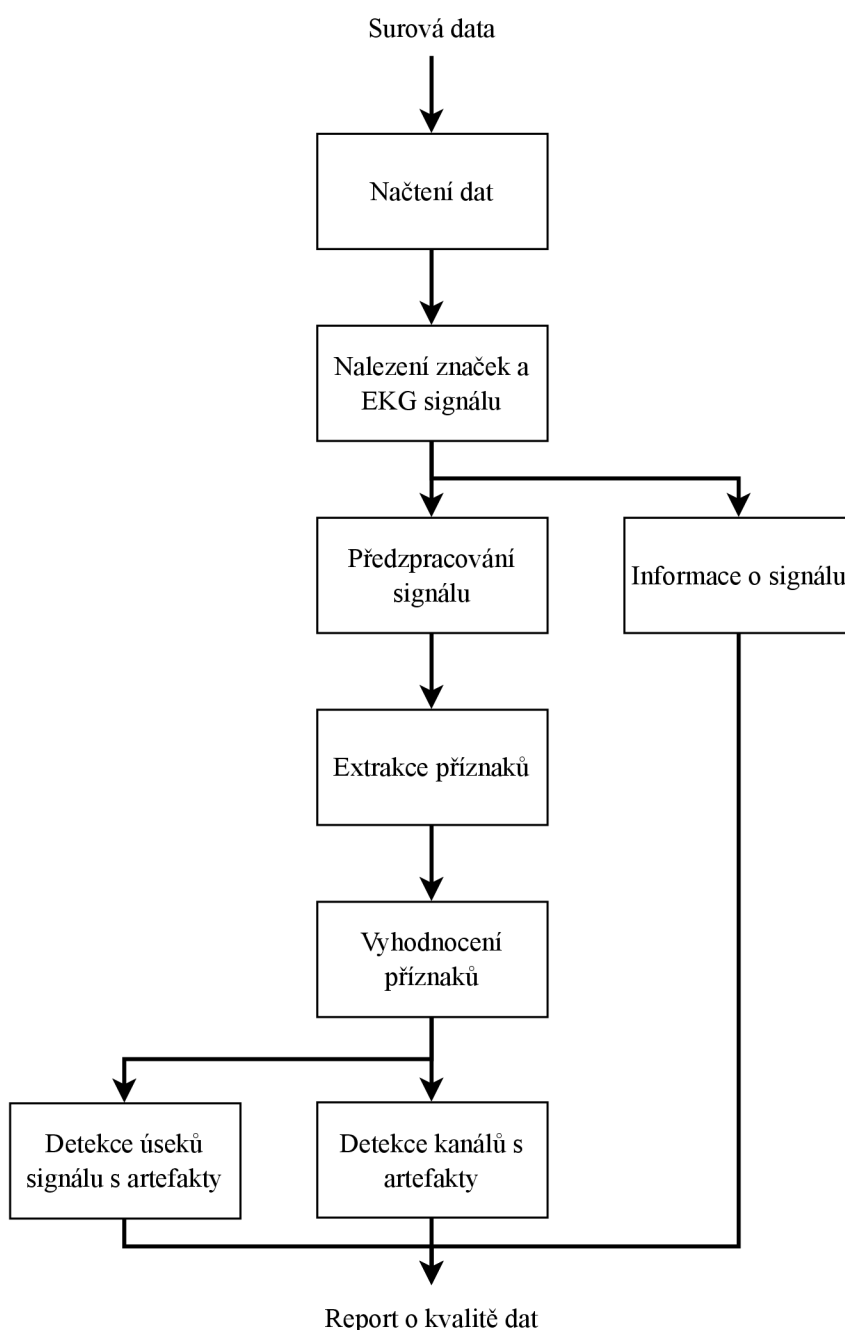 Surová data
Načtení dat
Nalezení značek a
EKG signálu
Předzpracování
signálu
Informace o signálu
Extrakce příznaků
Vyhodnocení
příznaků
Detekce úseků
signálu s artefakty
Detekce kanálů s
artefakty
Report o kvalitě dat